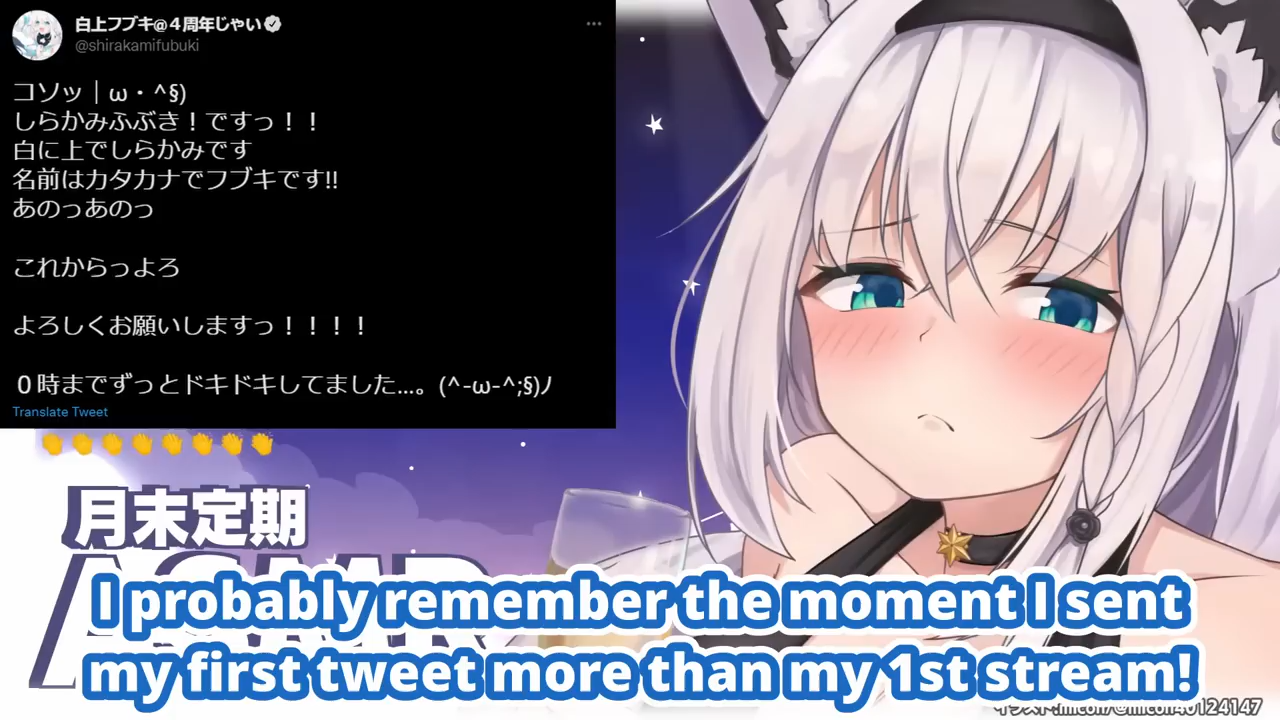 白上フブキ@４周年じゃい
@shirakamifubuki
コソッ｜ω・^§)
しらかみふぶき！ですっ！！
白に上でしらかみです
名前はカタカナでフブキです!!
あのっあのっ
これからっよろ
よろしくお願いしますっ！！！！
０時までずっとドキドキしてました…。(^-ω-^;§)ﾉ
Translate Tweet
👏👏👏👏👏👏👏👏
月末定期
ASMR
I probably remember the moment I sent
my first tweet more than my 1st stream!